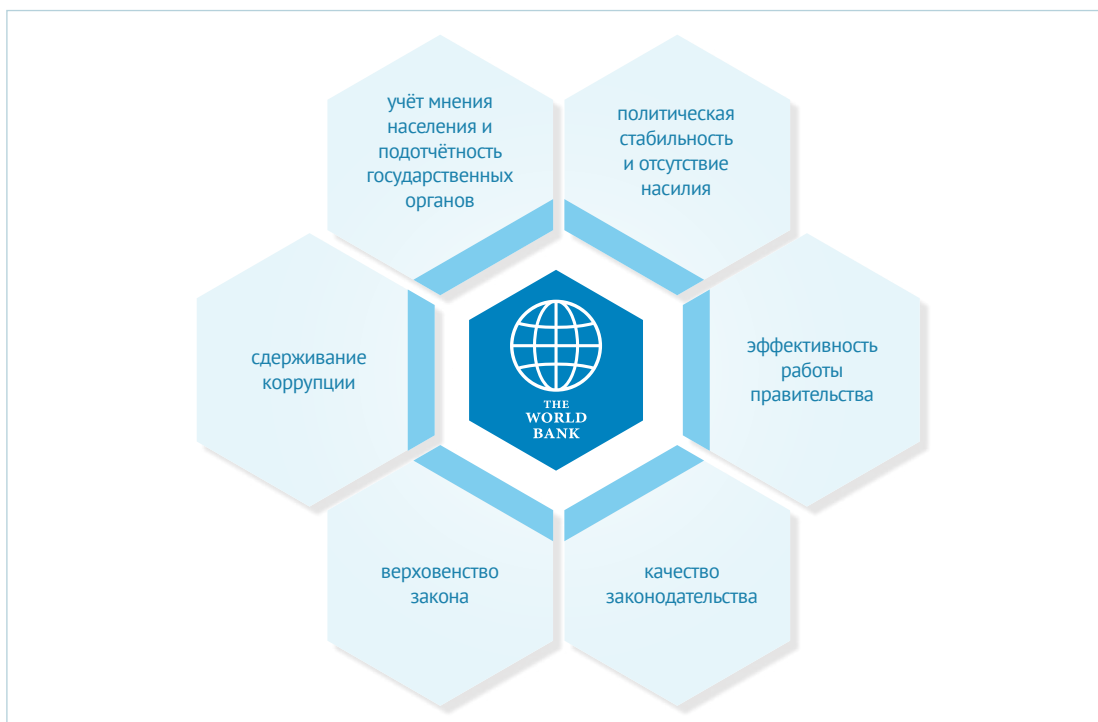 учёт мнения
населения и
подотчётность
государственных
органов
политическая
стабильность
и отсутствие
насилия
сдерживание
коррупции
THE
WORLD
BANK
эффективность
работы
правительства
верховенство
закона
качество
законодательства